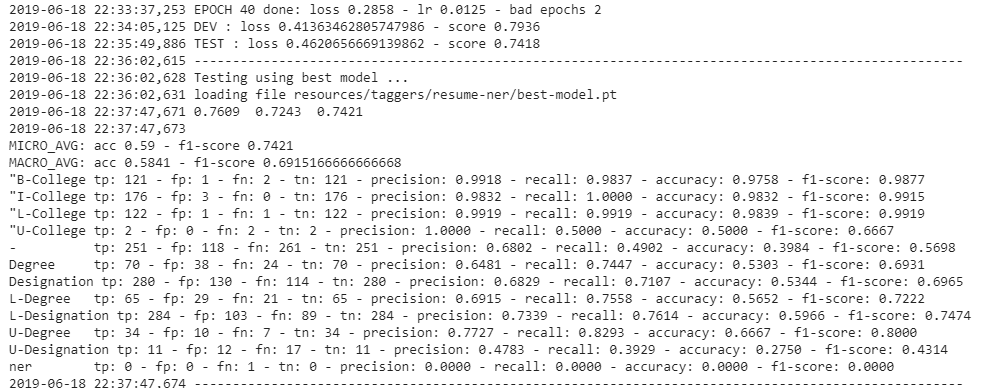 2019-06-18 22:33:37,253 EPOCH 40 done: loss 0.2858 - lr 0.0125 - bad epochs 2
2019-06-18 22:34:05,125 DEV : loss 0.41363462805747986 - score 0.7936
2019-06-18 22:35:49,886 TEST : loss 0.4620656669139862 - score 0.7418
2019-06-18 22:36:02,615 ----------------------------------------------------------------------------------------------------
2019-06-18 22:36:02,628 Testing using best model ...
2019-06-18 22:36:02,631 loading file resources/taggers/resume-ner/best-model.pt
2019-06-18 22:37:47,671 0.7609  0.7243  0.7421
2019-06-18 22:37:47,673
MICRO_AVG: acc 0.59 - f1-score 0.7421
MACRO_AVG: acc 0.5841 - f1-score 0.6915166666666668
"B-College tp: 121 - fp: 1 - fn: 2 - tn: 121 - precision: 0.9918 - recall: 0.9837 - accuracy: 0.9758 - f1-score: 0.9877
"I-College tp: 176 - fp: 3 - fn: 0 - tn: 176 - precision: 0.9832 - recall: 1.0000 - accuracy: 0.9832 - f1-score: 0.9915
"L-College tp: 122 - fp: 1 - fn: 1 - tn: 122 - precision: 0.9919 - recall: 0.9919 - accuracy: 0.9839 - f1-score: 0.9919
"U-College tp: 2 - fp: 0 - fn: 2 - tn: 2 - precision: 1.0000 - recall: 0.5000 - accuracy: 0.5000 - f1-score: 0.6667
-          tp: 251 - fp: 118 - fn: 261 - tn: 251 - precision: 0.6802 - recall: 0.4902 - accuracy: 0.3984 - f1-score: 0.5698
Degree     tp: 70 - fp: 38 - fn: 24 - tn: 70 - precision: 0.6481 - recall: 0.7447 - accuracy: 0.5303 - f1-score: 0.6931
Designation tp: 280 - fp: 130 - fn: 114 - tn: 280 - precision: 0.6829 - recall: 0.7107 - accuracy: 0.5344 - f1-score: 0.6965
L-Degree   tp: 65 - fp: 29 - fn: 21 - tn: 65 - precision: 0.6915 - recall: 0.7558 - accuracy: 0.5652 - f1-score: 0.7222
L-Designation tp: 284 - fp: 103 - fn: 89 - tn: 284 - precision: 0.7339 - recall: 0.7614 - accuracy: 0.5966 - f1-score: 0.7474
U-Degree   tp: 34 - fp: 10 - fn: 7 - tn: 34 - precision: 0.7727 - recall: 0.8293 - accuracy: 0.6667 - f1-score: 0.8000
U-Designation tp: 11 - fp: 12 - fn: 17 - tn: 11 - precision: 0.4783 - recall: 0.3929 - accuracy: 0.2750 - f1-score: 0.4314
ner        tp: 0 - fp: 0 - fn: 1 - tn: 0 - precision: 0.0000 - recall: 0.0000 - accuracy: 0.0000 - f1-score: 0.0000
2019-06-18 22:37:47,674 ----------------------------------------------------------------------------------------------------